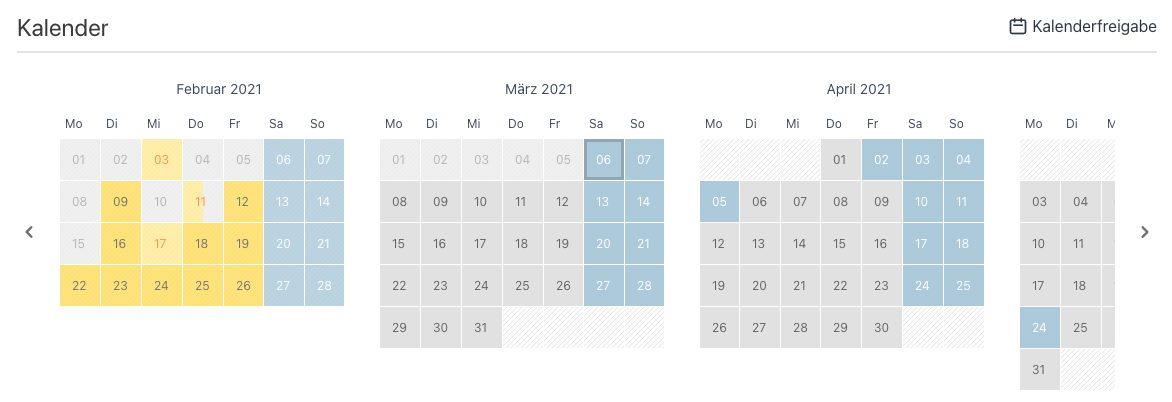 Kalender
Kalenderfreigabe
Februar 2021
Mo Di Mi Do Fr Sa So
01 02 03 04 05 06 07
08 09 10 11 12 13 14
15 16 17 18 19 20 21
22 23 24 25 26 27 28
März 2021
Mo Di Mi Do Fr Sa So
01 02 03 04 05 06 07
08 09 10 11 12 13 14
15 16 17 18 19 20 21
22 23 24 25 26 27 28
29 30 31
April 2021
Mo Di Mi Do Fr Sa So
01 02 03 04
05 06 07 08 09 10 11
12 13 14 15 16 17 18
19 20 21 22 23 24 25
26 27 28 29 30
Mo Di
03 04
10 11
17 18
24 25
31